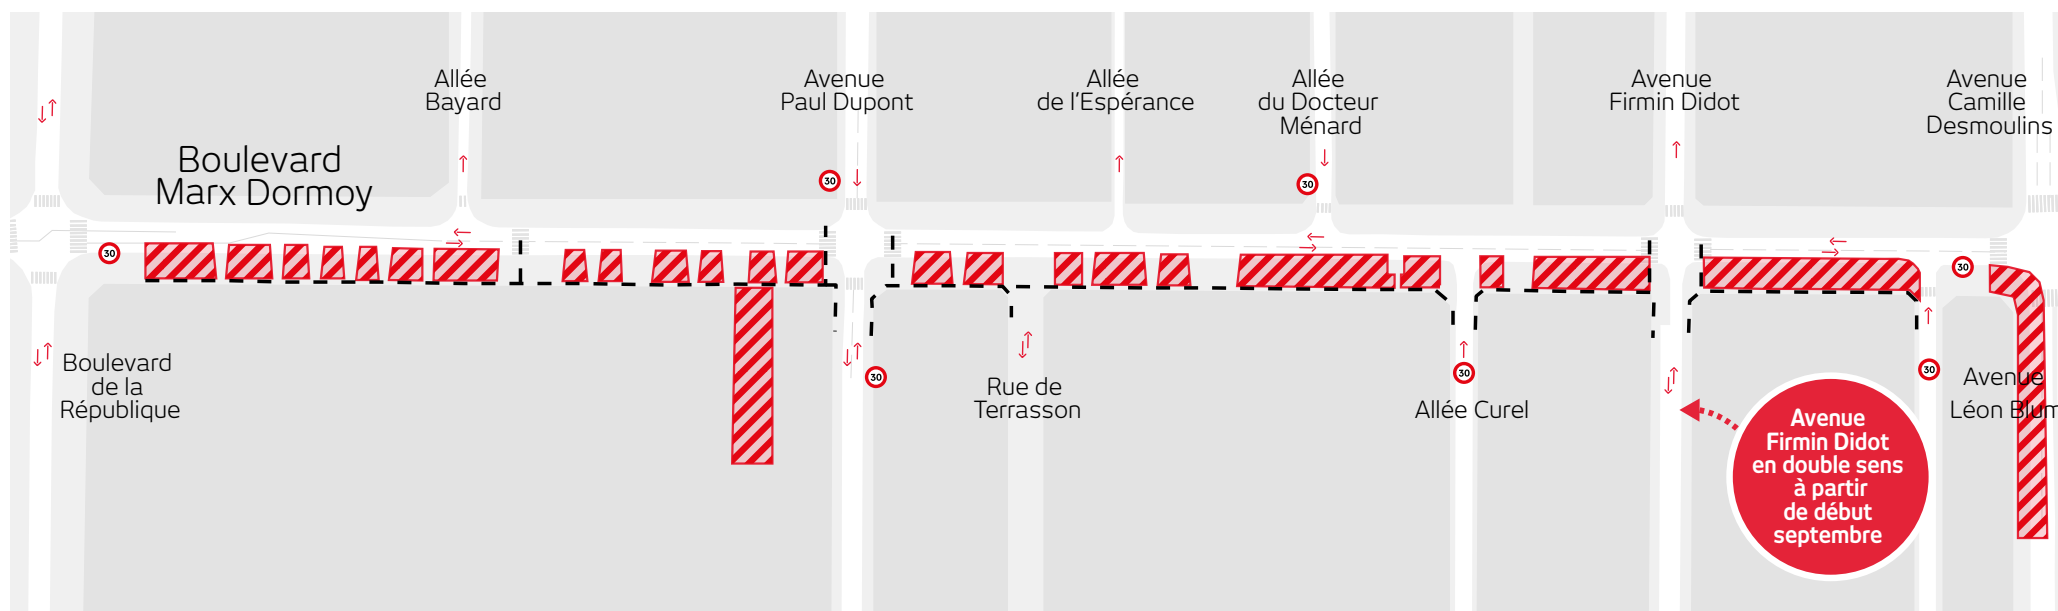 Allée
Bayard
Avenue
Paul Dupont
Allée
de l'Espérance
Allée
du Docteur
Ménard
Avenue
Firmin Didot
Avenue
Camille
Desmoulins
Boulevard
Marx Dormoy
30
30
30
30
Boulevard
de la
République
30
Rue de
Terrasson
30
Allée Curel
30
Avenue
Léon Blum
Avenue
Firmin Didot
en double sens
à partir
de début
septembre